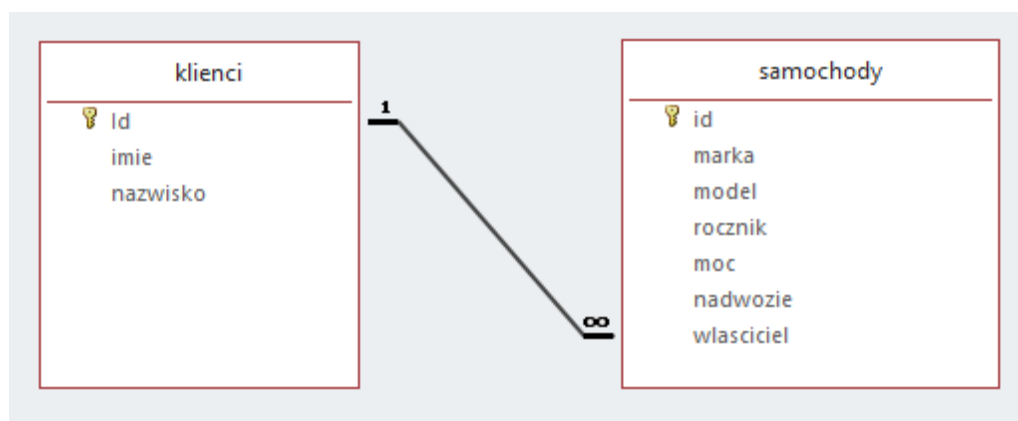 klienci
Id
imie
nazwisko
1
∞
samochody
id
marka
model
rocznik
moc
nadwozie
wlasciciel